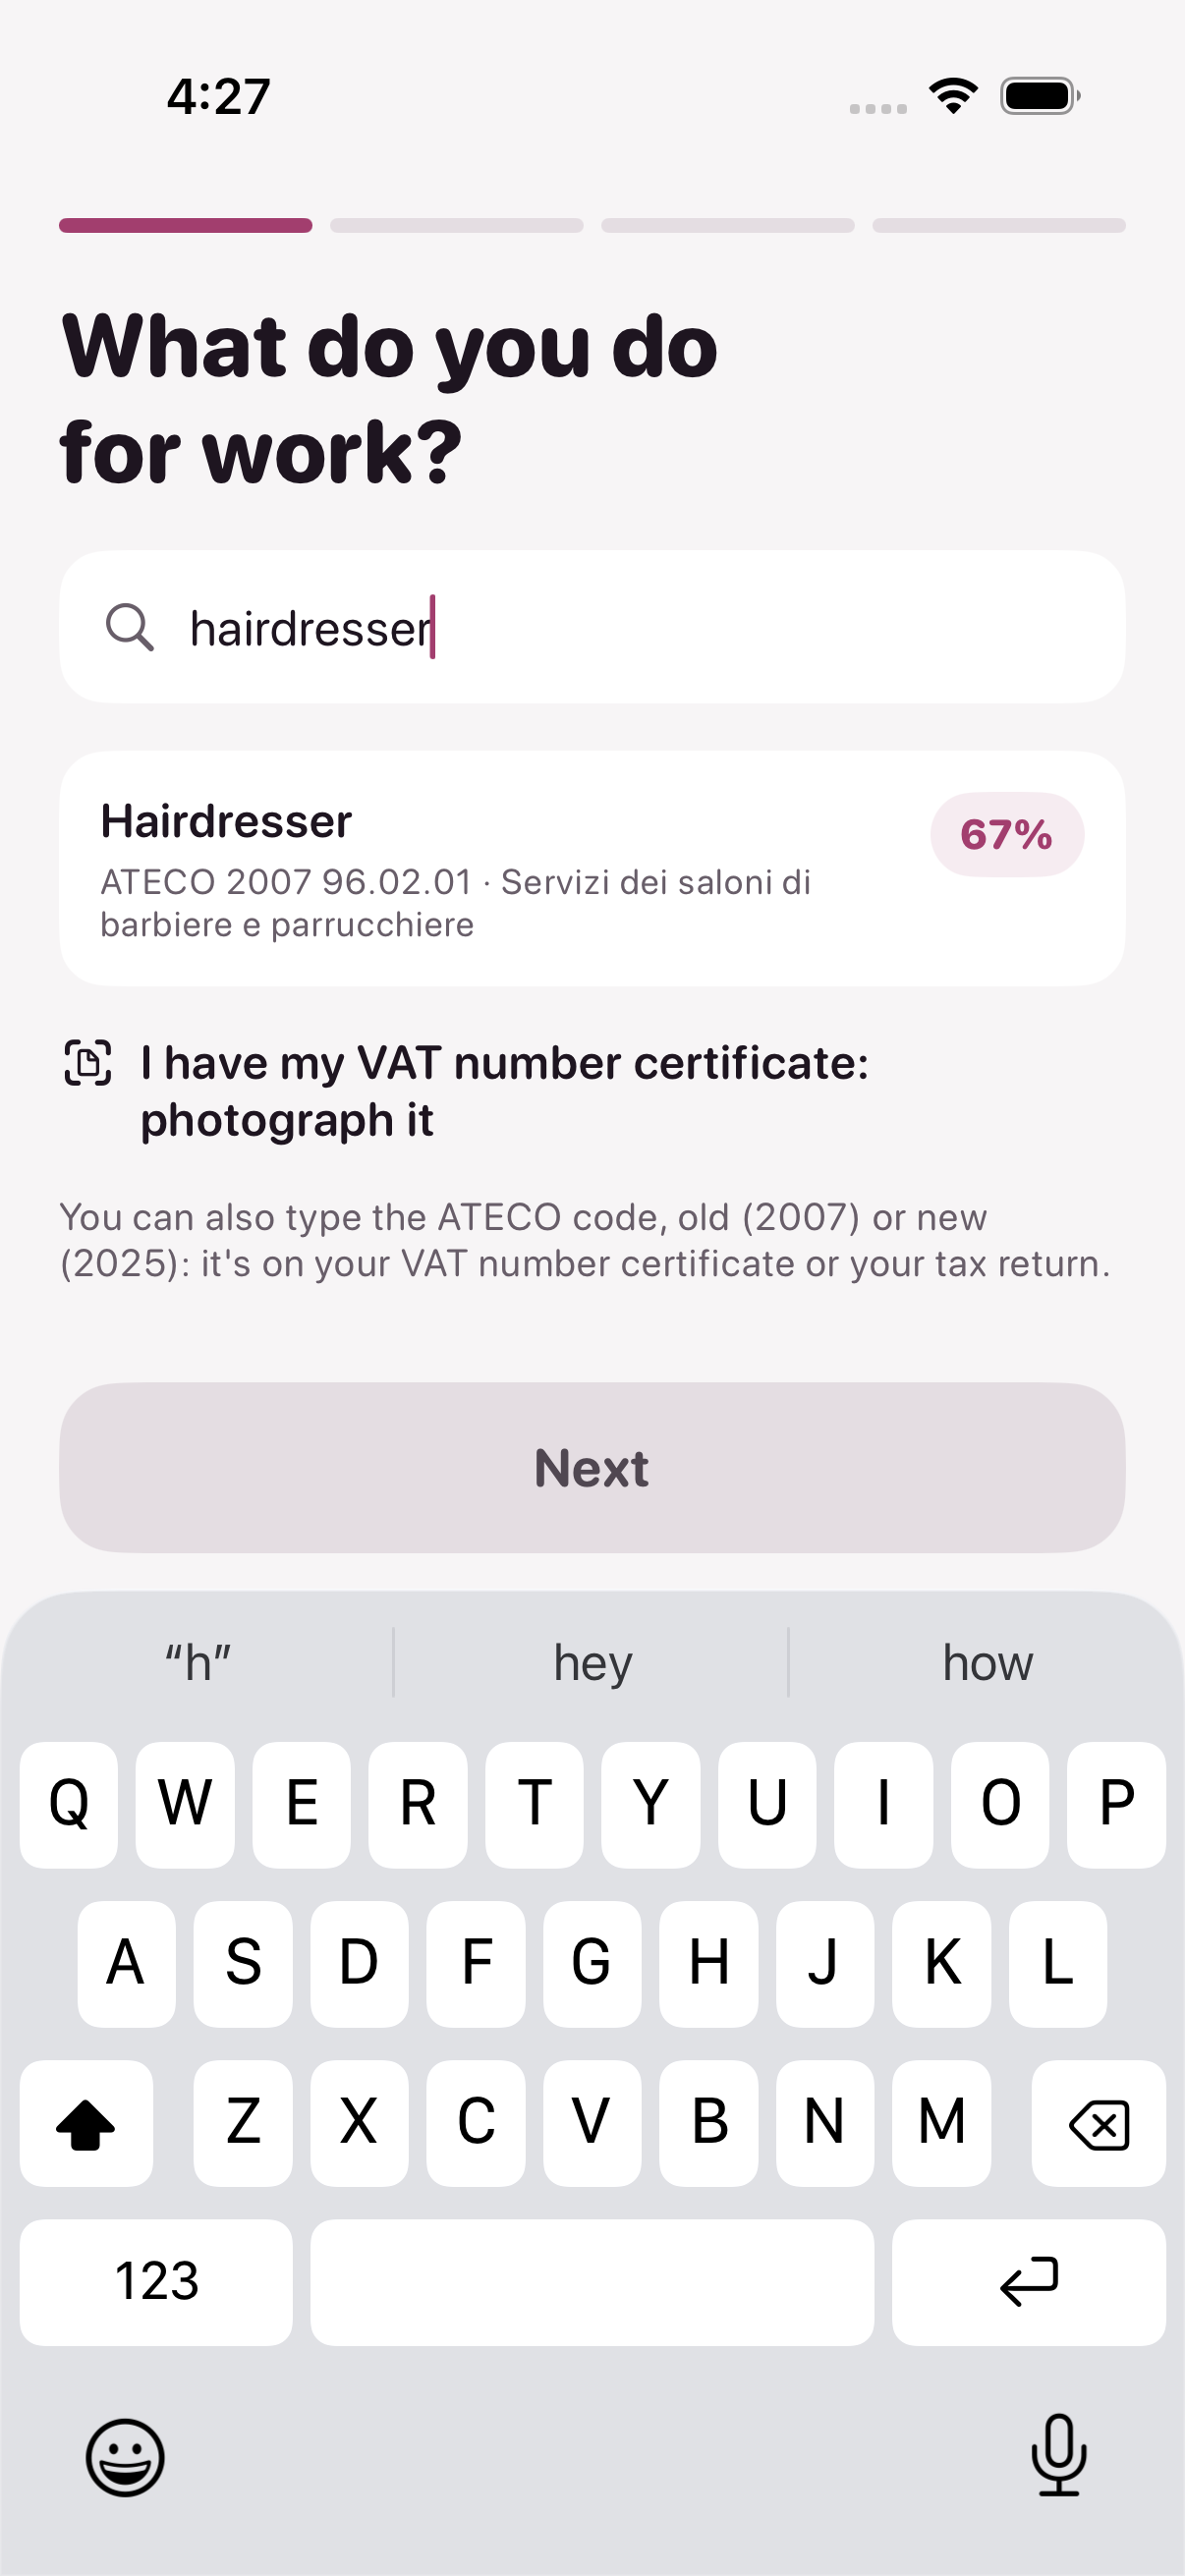 4:27
What do you do
for work?
hairdresser
Hairdresser
67%
ATECO 2007 96.02.01 · Servizi dei saloni di
barbiere e parrucchiere
I have my VAT number certificate:
photograph it
You can also type the ATECO code, old (2007) or new
(2025): it's on your VAT number certificate or your tax return.
Next
“h” hey how
Q W E R T Y U I O P
A S D F G H J K L
Z X C V B N M
123